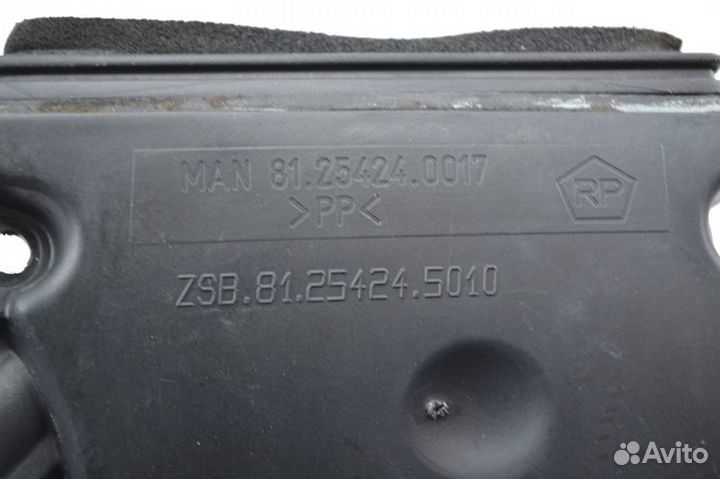 MAN 81.25424.0017
>PP<
RP
ZSB.81.25424.5010
Avito